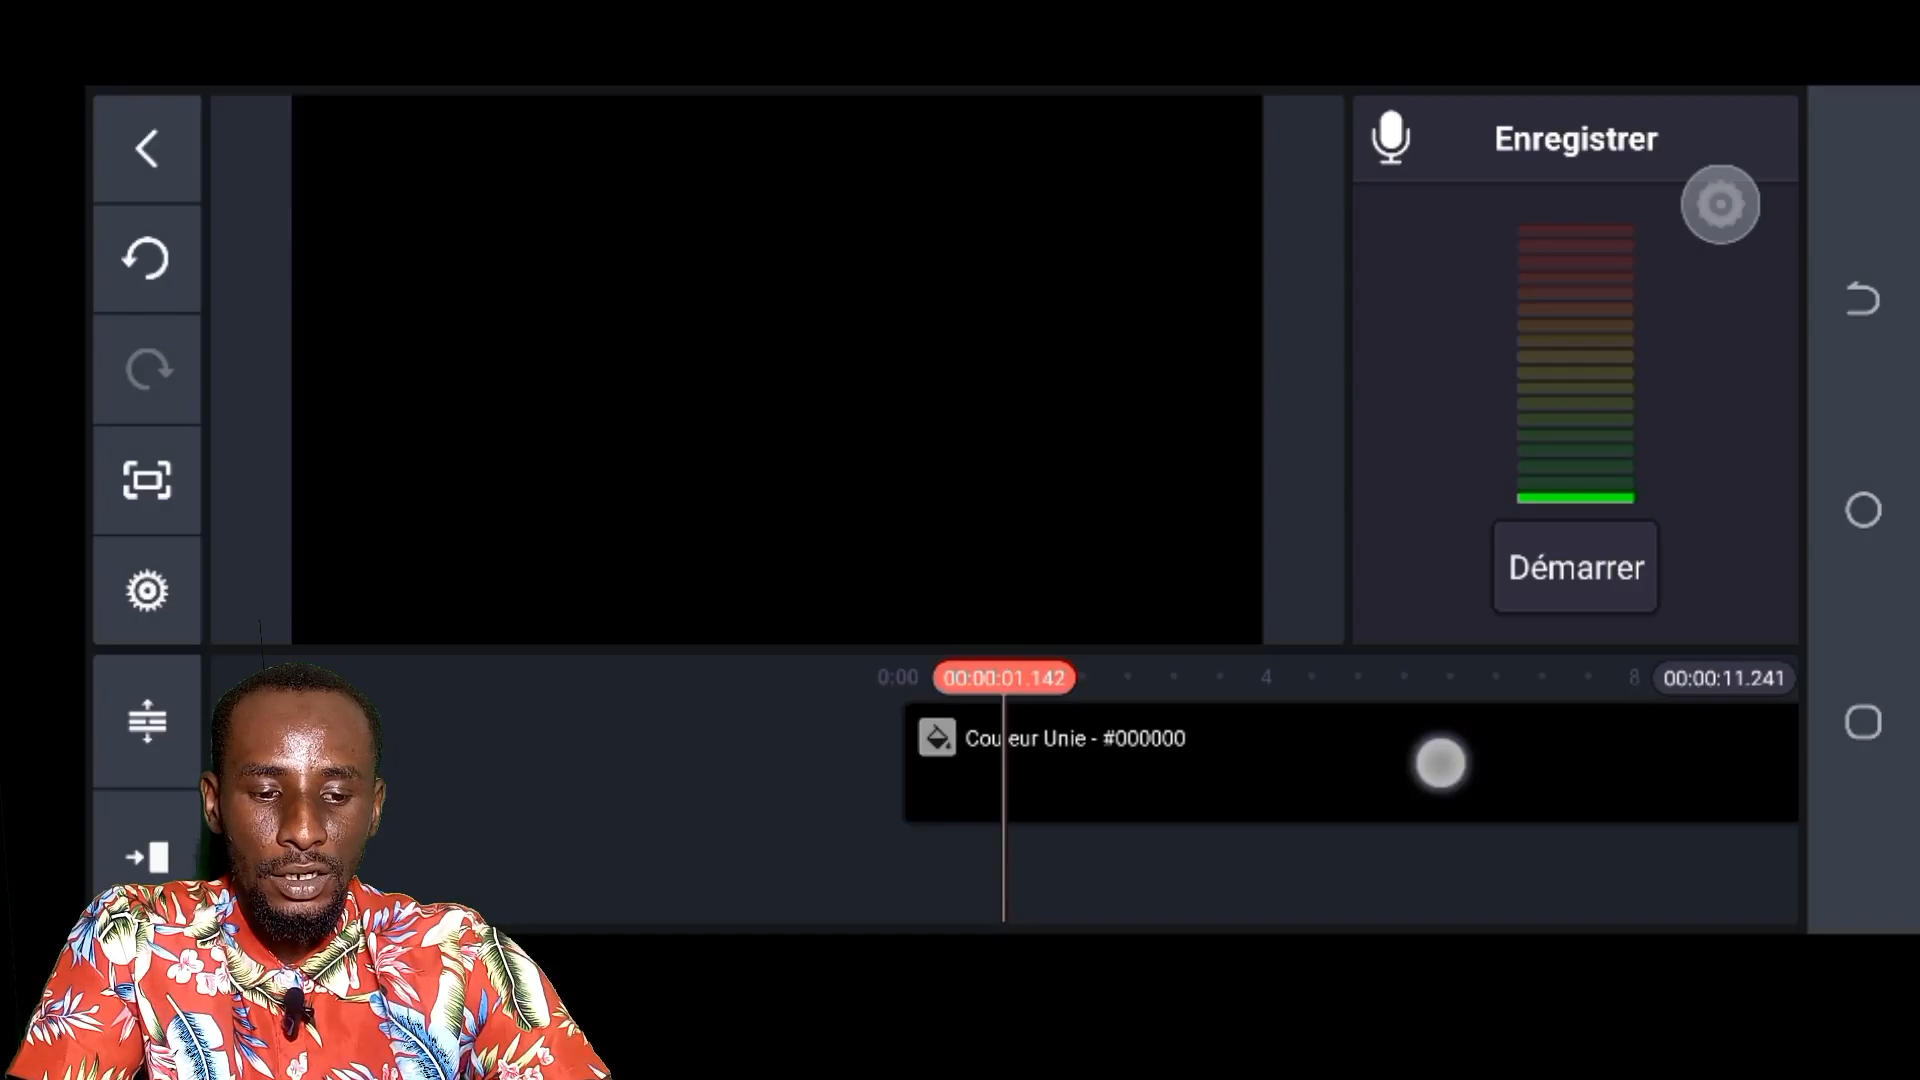 Enregistrer
Démarrer
0:00 00:00:01.142 4 8 00:00:11.241
Couleur Unie - #000000